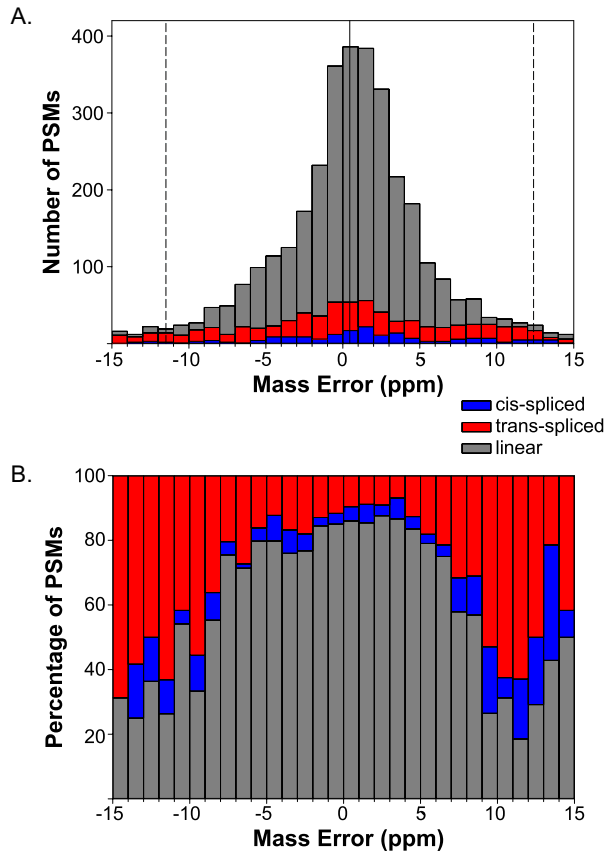 A.
400
300
200
100
Number of PSMs
-15 -10 -5 0 5 10 15
Mass Error (ppm)
cis-spliced
trans-spliced
linear
B.
100
80
60
40
20
Percentage of PSMs
-15 -10 -5 0 5 10 15
Mass Error (ppm)